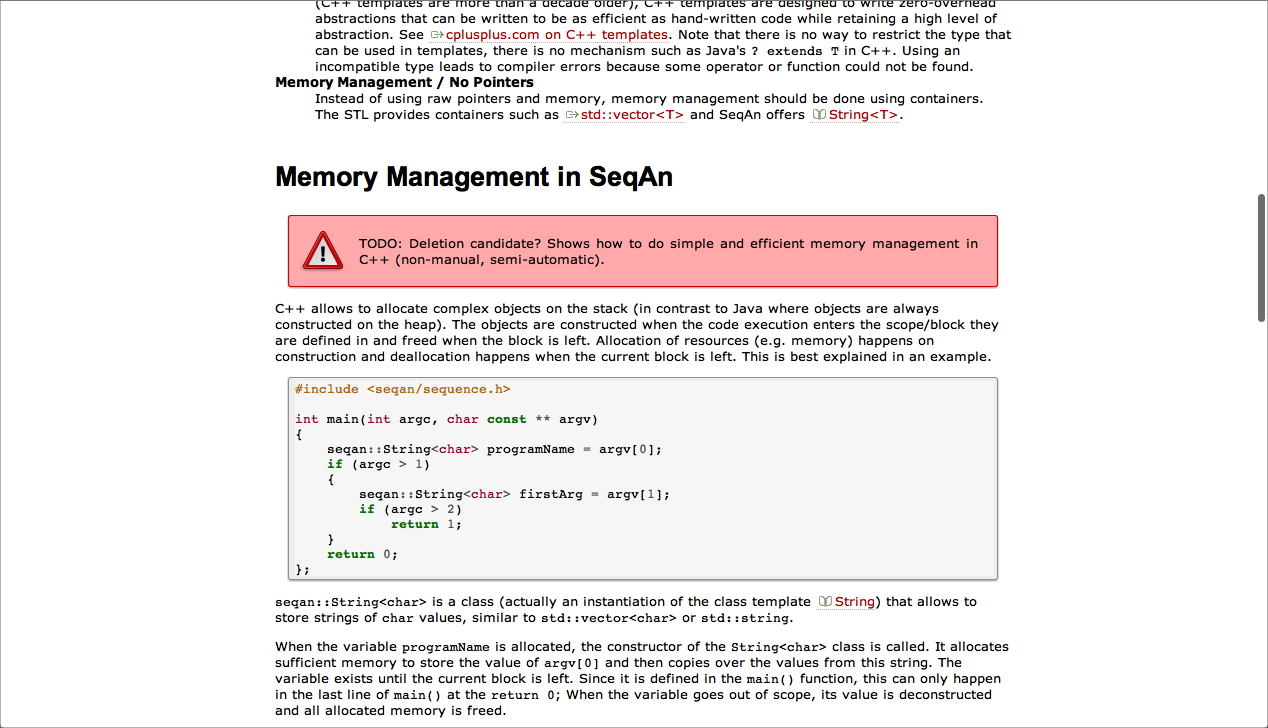 (C++ templates are more than a decade older), C++ templates are designed to write zero-overhead
abstractions that can be written to be as efficient as hand-written code while retaining a high level of
abstraction. See cplusplus.com on C++ templates. Note that there is no way to restrict the type that
can be used in templates, there is no mechanism such as Java's ? extends T in C++. Using an
incompatible type leads to compiler errors because some operator or function could not be found.
Memory Management / No Pointers
Instead of using raw pointers and memory, memory management should be done using containers.
The STL provides containers such as std::vector<T> and SeqAn offers String<T>.
Memory Management in SeqAn
TODO: Deletion candidate? Shows how to do simple and efficient memory management in
C++ (non-manual, semi-automatic).
C++ allows to allocate complex objects on the stack (in contrast to Java where objects are always
constructed on the heap). The objects are constructed when the code execution enters the scope/block they
are defined in and freed when the block is left. Allocation of resources (e.g. memory) happens on
construction and deallocation happens when the current block is left. This is best explained in an example.
#include <seqan/sequence.h>
int main(int argc, char const ** argv)
{
    seqan::String<char> programName = argv[0];
    if (argc > 1)
    {
        seqan::String<char> firstArg = argv[1];
        if (argc > 2)
            return 1;
    }
    return 0;
};
seqan::String<char> is a class (actually an instantiation of the class template String) that allows to
store strings of char values, similar to std::vector<char> or std::string.
When the variable programName is allocated, the constructor of the String<char> class is called. It allocates
sufficient memory to store the value of argv[0] and then copies over the values from this string. The
variable exists until the current block is left. Since it is defined in the main() function, this can only happen
in the last line of main() at the return 0; When the variable goes out of scope, its value is deconstructed
and all allocated memory is freed.